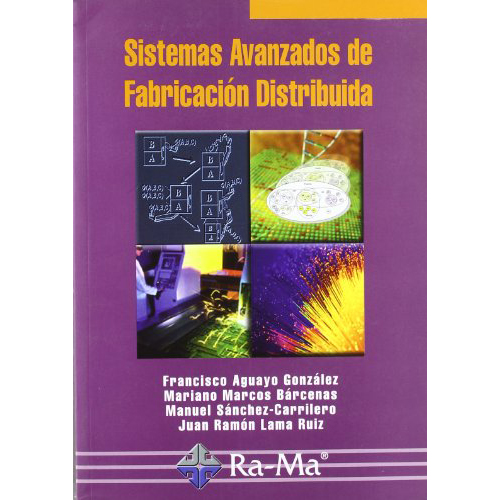 Sistemas Avanzados de
Fabricación Distribuida
B
A
B
A
B
A
B
A
B
A
Francisco Aguayo González
Mariano Marcos Bárcenas
Manuel Sánchez-Carrilero
Juan Ramón Lama Ruiz
Ra-Ma®